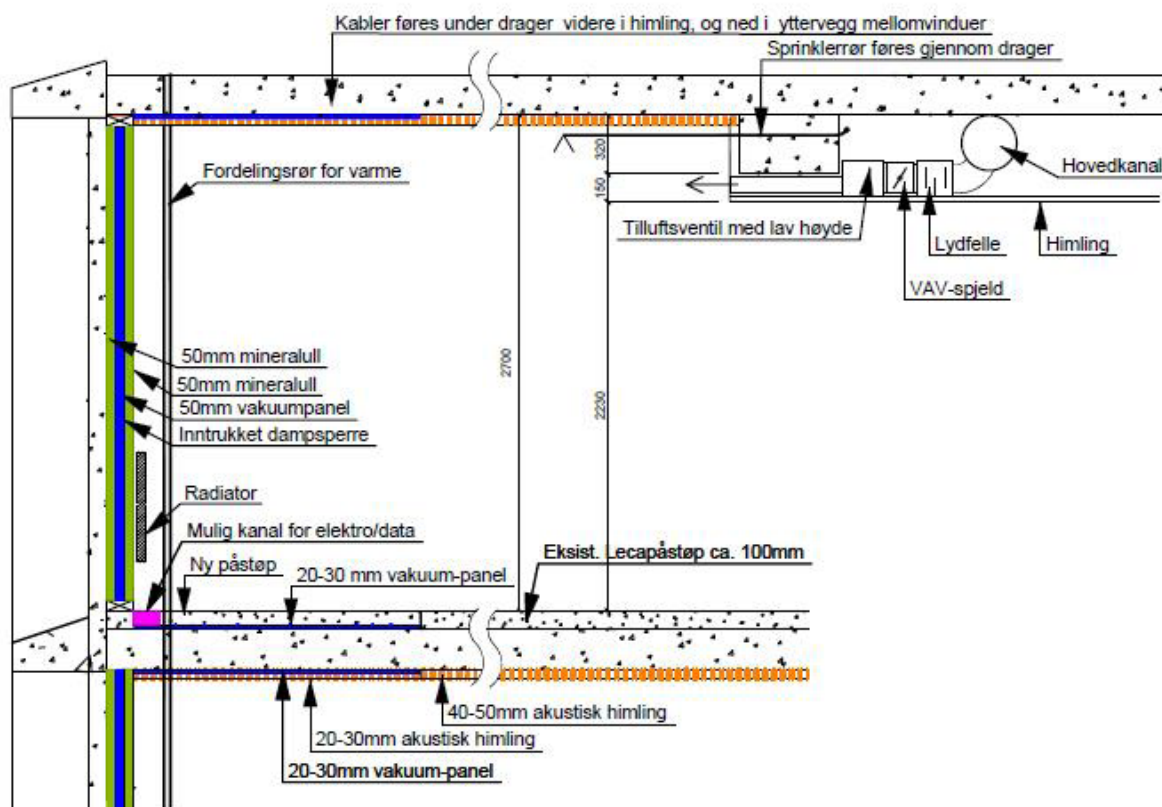 Kabler føres under drager videre i himling, og ned i yttervegg mellomvinduer
Sprinklerrør føres gjennom drager
320
Fordelingsrør for varme
150
Hovedkanal
Tilluftsventil med lav høyde
Lydfelle
Himling
VAV-spjeld
50mm mineralull
50mm mineralull
50mm vakuumpanel
Inntrukket dampsperre
2700
2230
Radiator
Mulig kanal for elektro/data
Ny påstøp
20-30 mm vakuum-panel
Eksist. Lecapåstøp ca. 100mm
40-50mm akustisk himling
20-30mm akustisk himling
20-30mm vakuum-panel